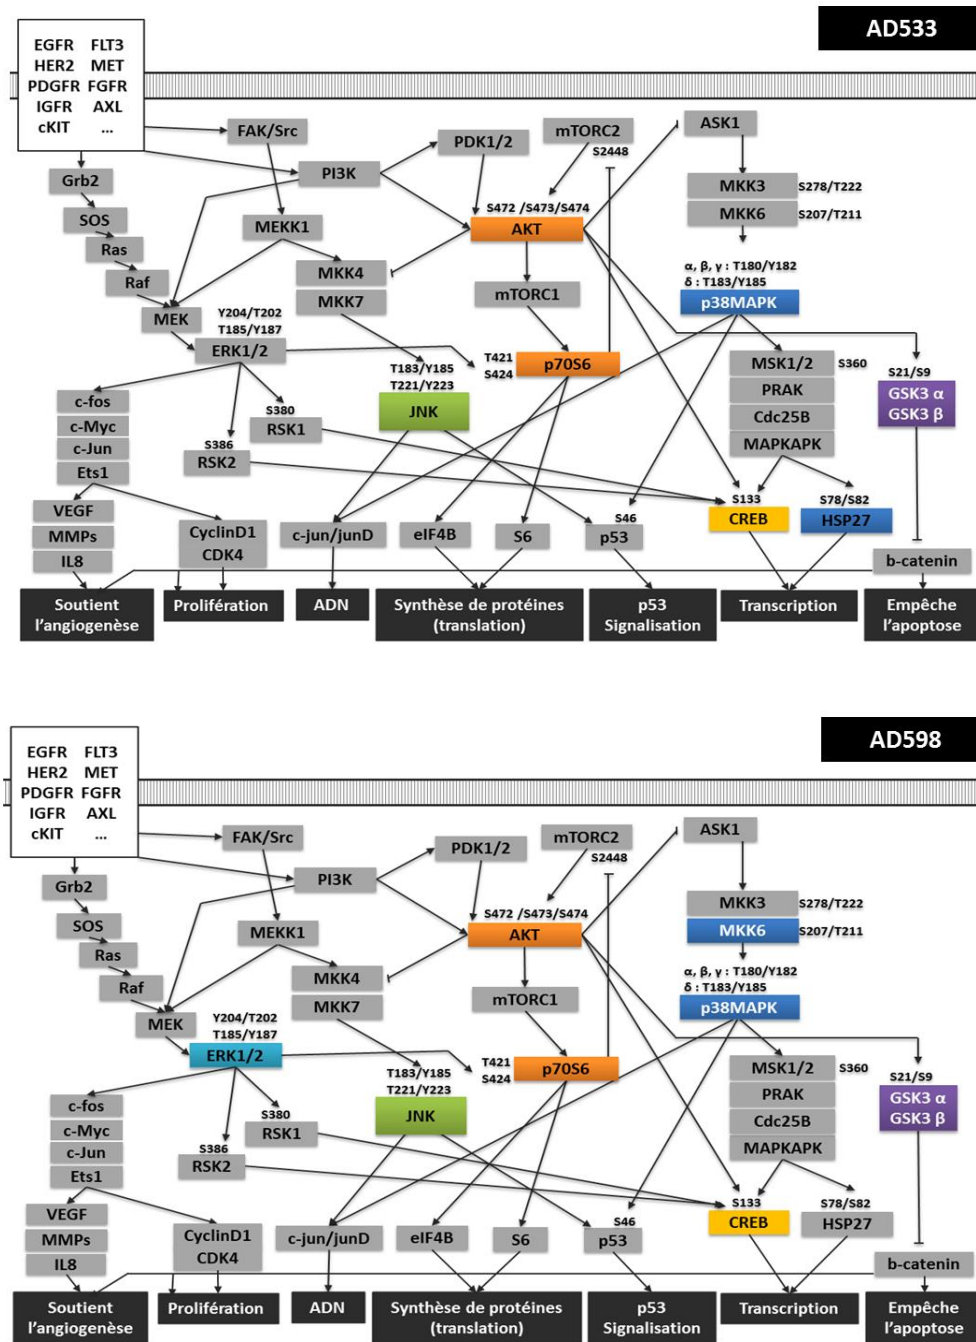 AD533
EGFR FLT3
HER2 MET
PDGFR FGFR
IGFR AXL
cKIT ...
FAK/Src
PDK1/2
mTORC2
S2448
ASK1
Grb2
PI3K
MKK3 S278/T222
MKK6 S207/T211
SOS
S472 /S473/S474
AKT
Ras
MEKK1
Raf
MKK4
α, β, γ : T180/Y182
δ : T183/Y185
p38MAPK
mTORC1
MKK7
MEK
Y204/T202
T185/Y187
ERK1/2
T183/Y185
T221/Y223
JNK
T421
S424
p70S6
MSK1/2 S360
PRAK
Cdc25B
MAPKAPK
S21/S9
GSK3 α
GSK3 β
c-fos
c-Myc
c-Jun
Ets1
S380
RSK1
S386
RSK2
VEGF
MMPs
IL8
CyclinD1
CDK4
c-jun/junD
eIF4B
S6
S46
p53
S133
CREB
S78/S82
HSP27
b-catenin
Soutient
l'angiogenèse
Prolifération
ADN
Synthèse de protéines
(translation)
p53
Signalisation
Transcription
Empêche
l'apoptose
AD598
EGFR FLT3
HER2 MET
PDGFR FGFR
IGFR AXL
cKIT ...
FAK/Src
PDK1/2
mTORC2
S2448
ASK1
Grb2
PI3K
MKK3 S278/T222
MKK6 S207/T211
SOS
S472 /S473/S474
AKT
Ras
MEKK1
Raf
MKK4
α, β, γ : T180/Y182
δ : T183/Y185
p38MAPK
mTORC1
MKK7
MEK
Y204/T202
T185/Y187
ERK1/2
T183/Y185
T221/Y223
JNK
T421
S424
p70S6
MSK1/2 S360
PRAK
Cdc25B
MAPKAPK
S21/S9
GSK3 α
GSK3 β
c-fos
c-Myc
c-Jun
Ets1
S380
RSK1
S386
RSK2
VEGF
MMPs
IL8
CyclinD1
CDK4
c-jun/junD
eIF4B
S6
S46
p53
S133
CREB
S78/S82
HSP27
b-catenin
Soutient
l'angiogenèse
Prolifération
ADN
Synthèse de protéines
(translation)
p53
Signalisation
Transcription
Empêche
l'apoptose